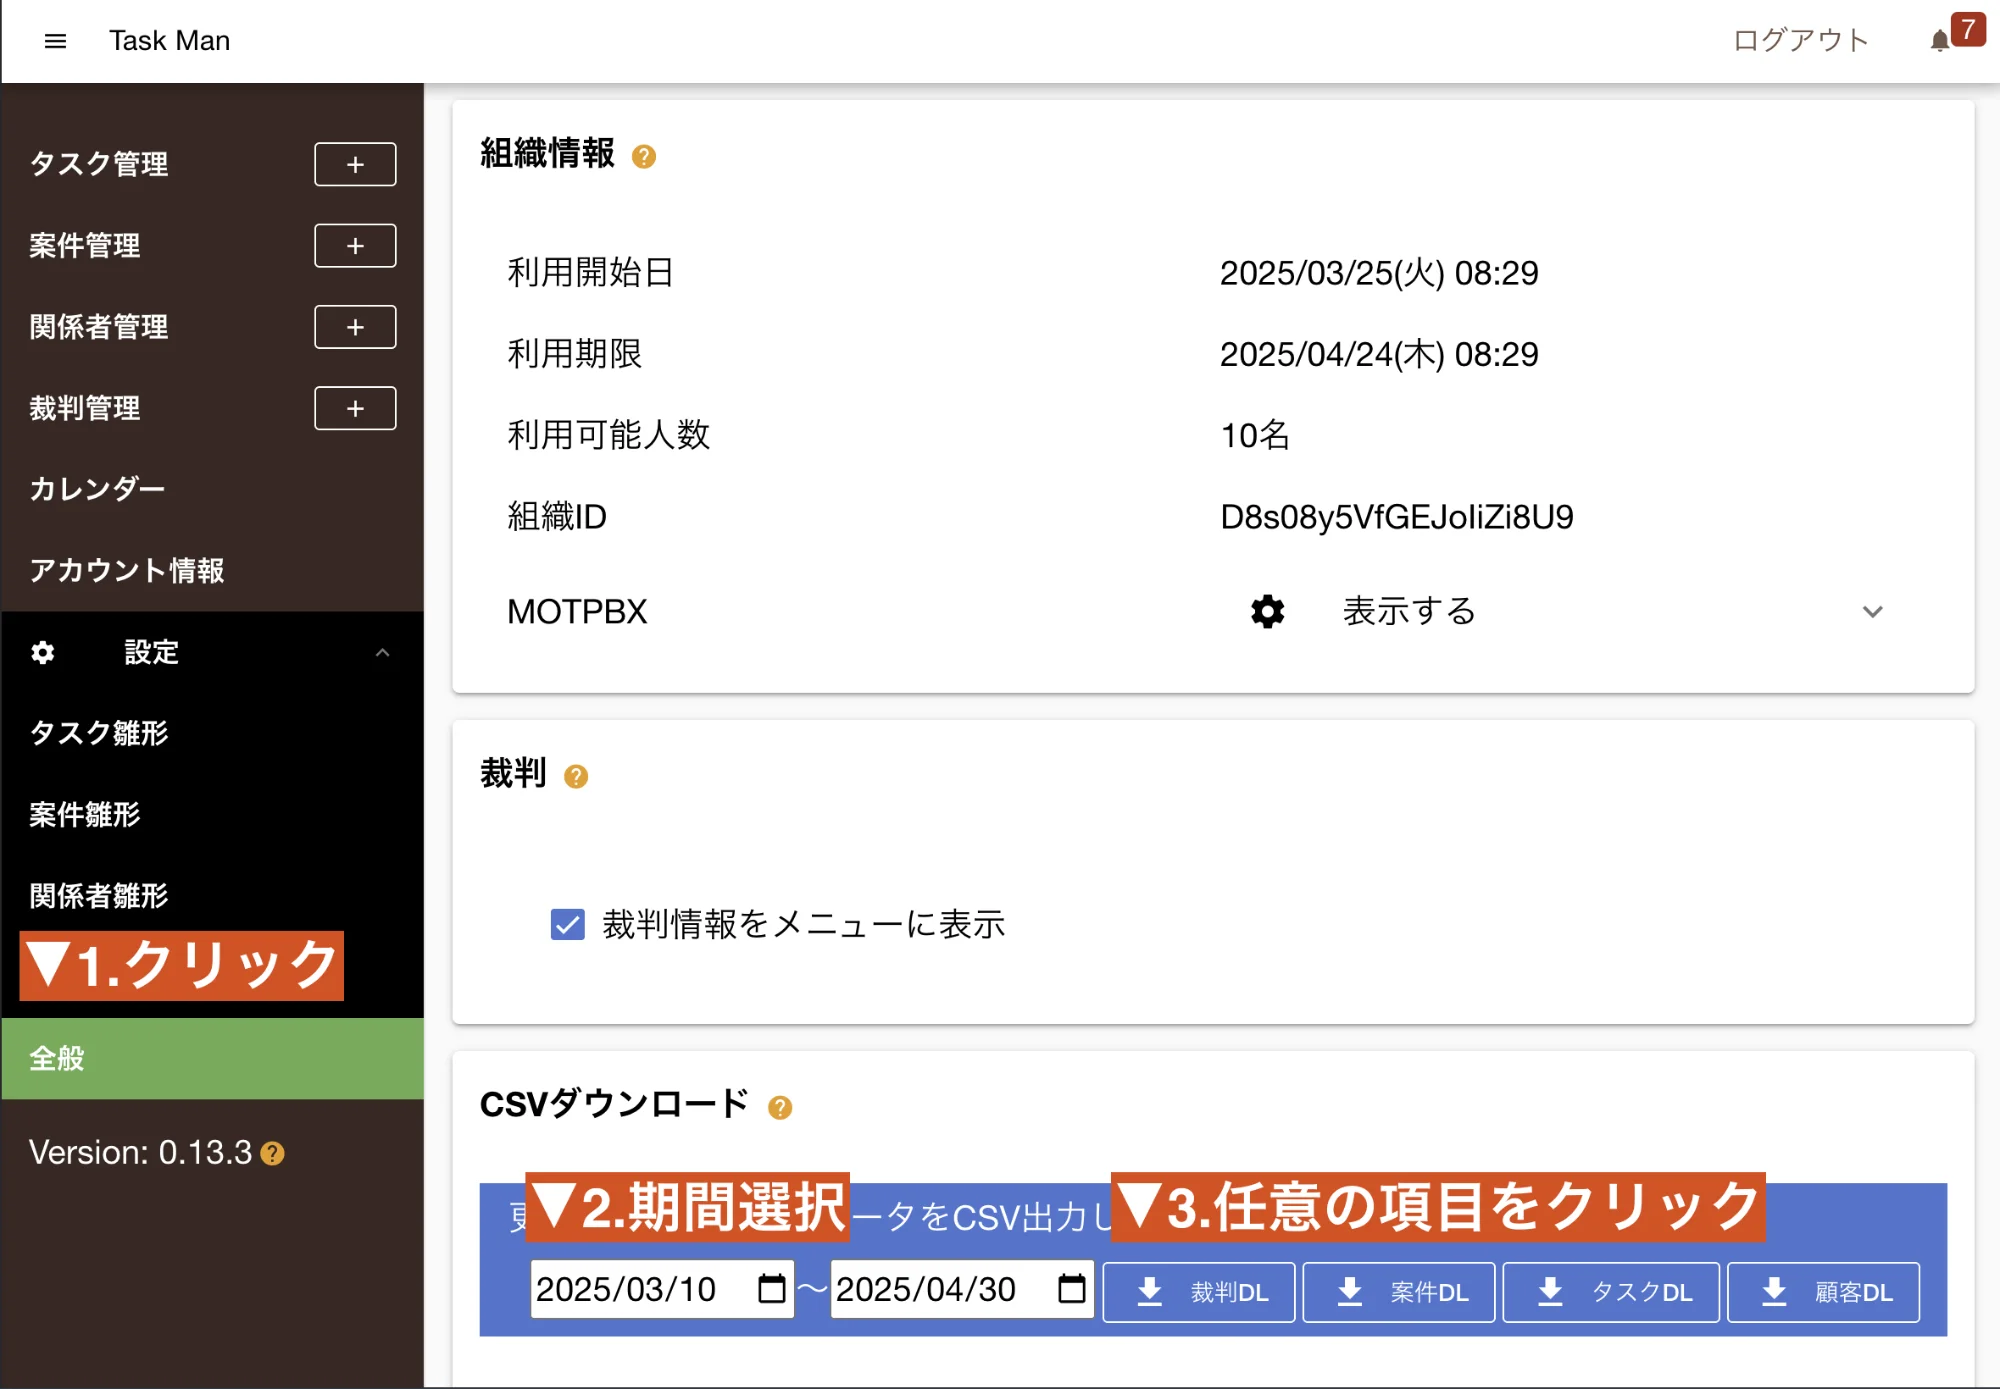 Task Man
ログアウト
7
タスク管理
+
案件管理
+
関係者管理
+
裁判管理
+
カレンダー
アカウント情報
設定
タスク雛形
案件雛形
関係者雛形
▼1.クリック
全般
Version: 0.13.3 ?
組織情報 ?
利用開始日 2025/03/25(火) 08:29
利用期限 2025/04/24(木) 08:29
利用可能人数 10名
組織ID D8s08y5VfGEJoIiZi8U9
MOTPBX 表示する
裁判 ?
裁判情報をメニューに表示
CSVダウンロード ?
▼2.期間選択 ータをCSV出力し ▼3.任意の項目をクリック
2025/03/10 〜 2025/04/30 裁判DL 案件DL タスクDL 顧客DL